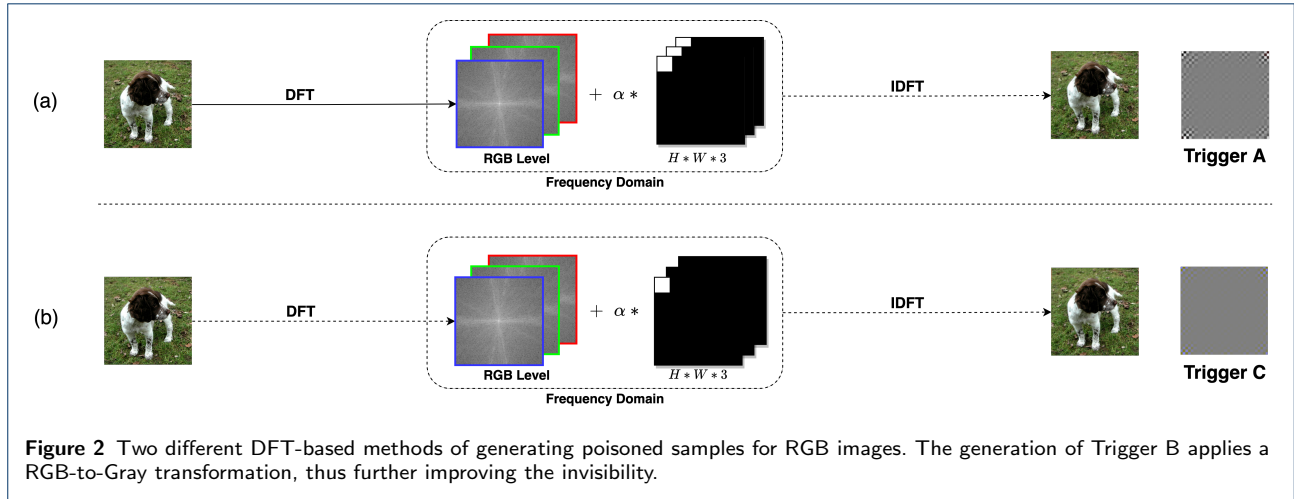 (a)
DFT
+ α *
RGB Level
H * W * 3
Frequency Domain
IDFT
Trigger A
(b)
DFT
+ α *
RGB Level
H * W * 3
Frequency Domain
IDFT
Trigger C
Figure 2 Two different DFT-based methods of generating poisoned samples for RGB images. The generation of Trigger B applies a
RGB-to-Gray transformation, thus further improving the invisibility.